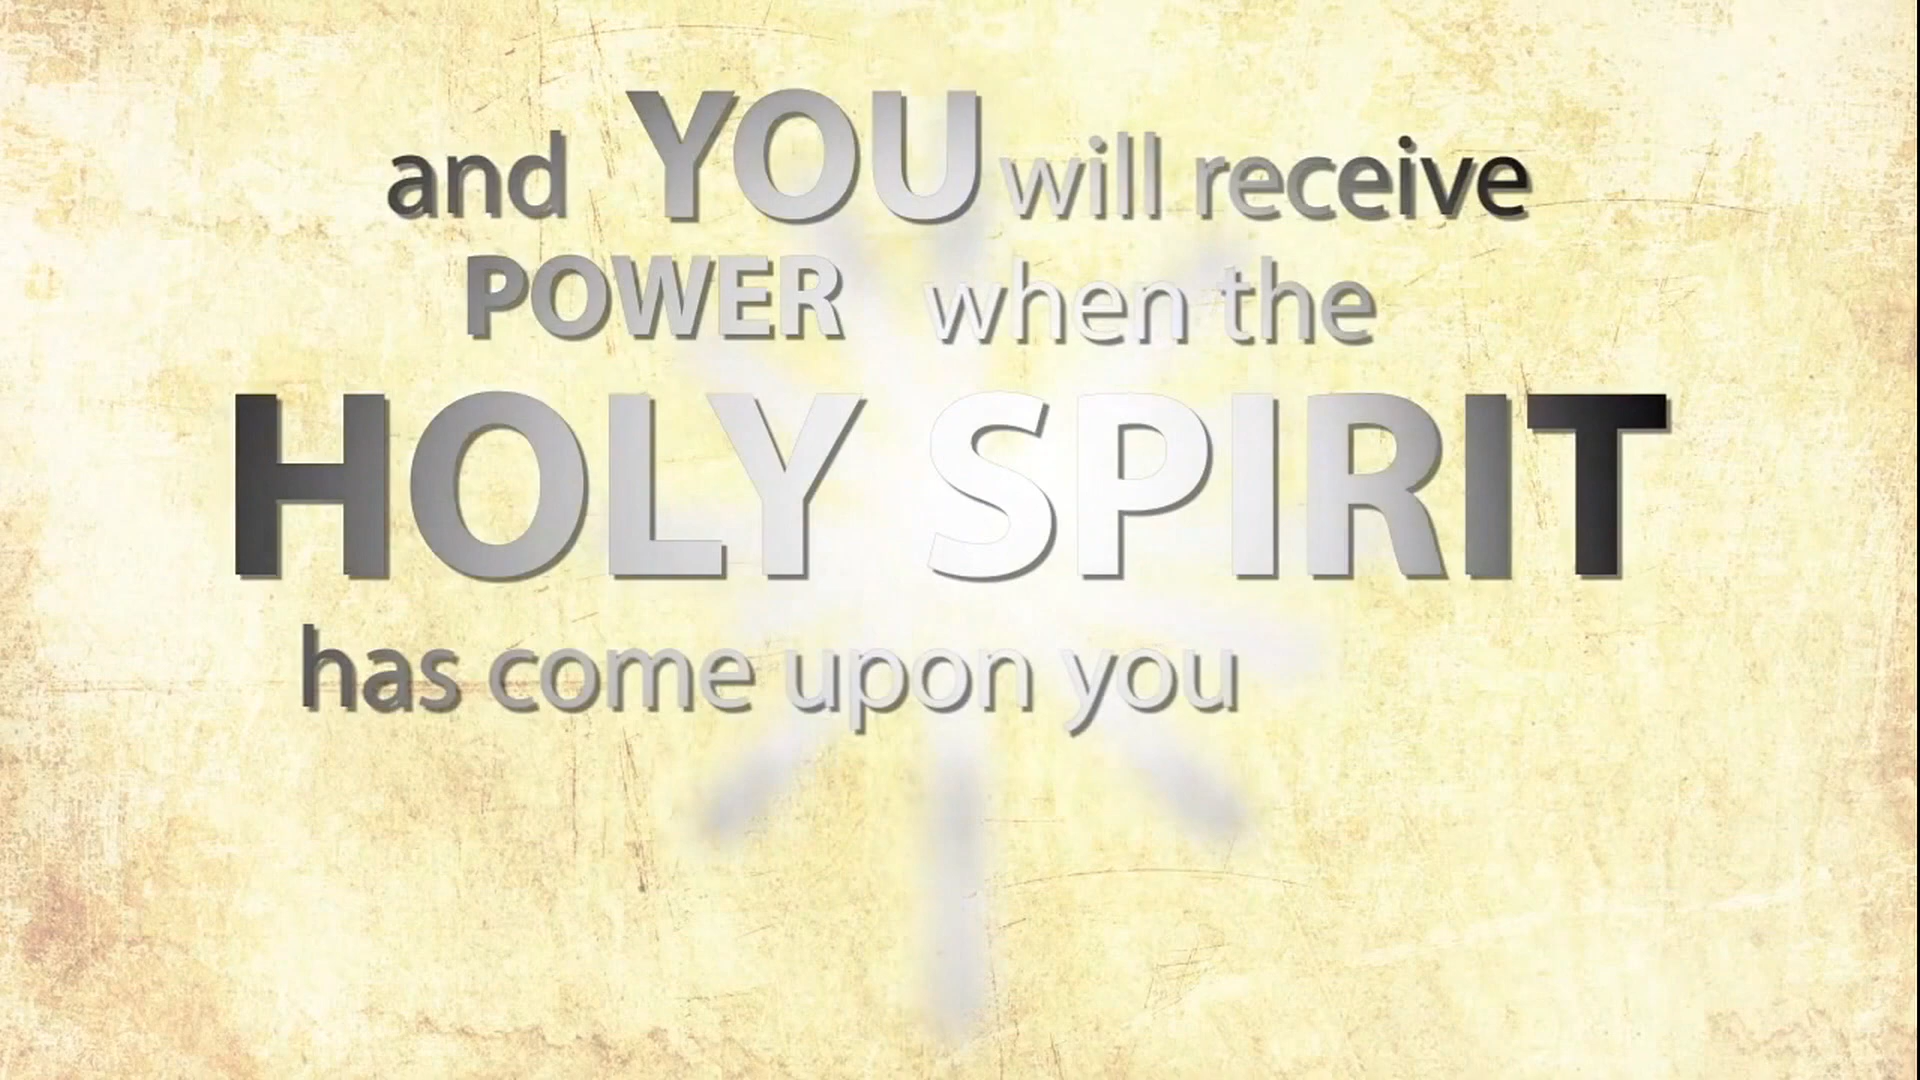 and YOU will receive
POWER when the
HOLY SPIRIT
has come upon you